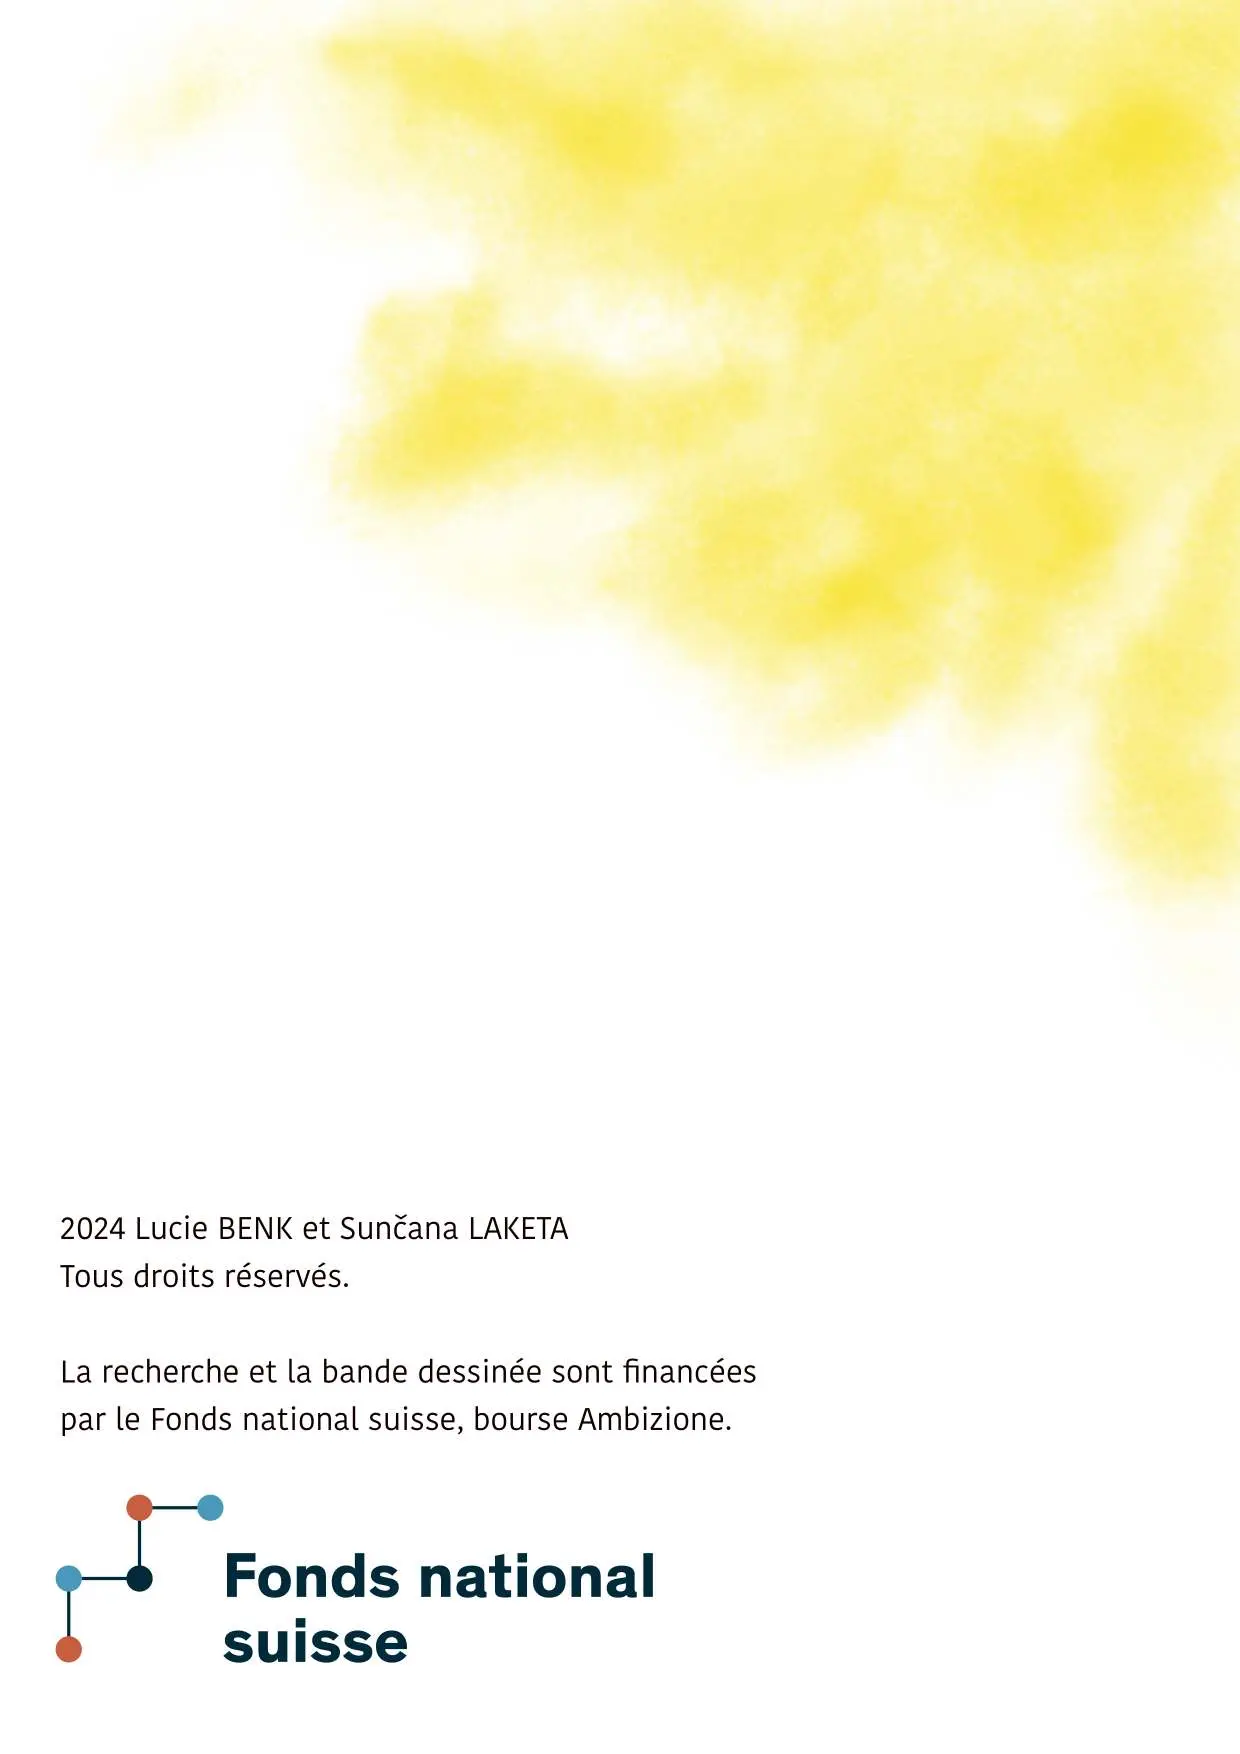 2024 Lucie BENK et Sunčana LAKETA
Tous droits réservés.
La recherche et la bande dessinée sont financées
par le Fonds national suisse, bourse Ambizione.
Fonds national
suisse